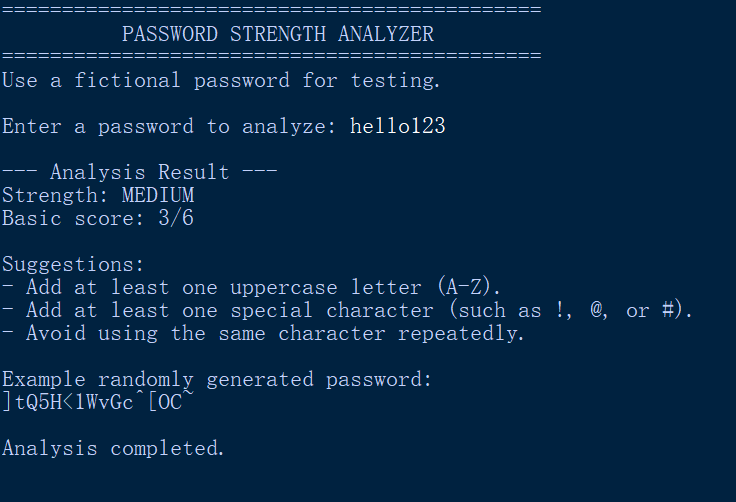 =============================================
PASSWORD STRENGTH ANALYZER
=============================================
Use a fictional password for testing.
Enter a password to analyze: hello123
--- Analysis Result ---
Strength: MEDIUM
Basic score: 3/6
Suggestions:
- Add at least one uppercase letter (A-Z).
- Add at least one special character (such as !, @, or #).
- Avoid using the same character repeatedly.
Example randomly generated password:
]tQ5H<1WvGc^[OC~
Analysis completed.